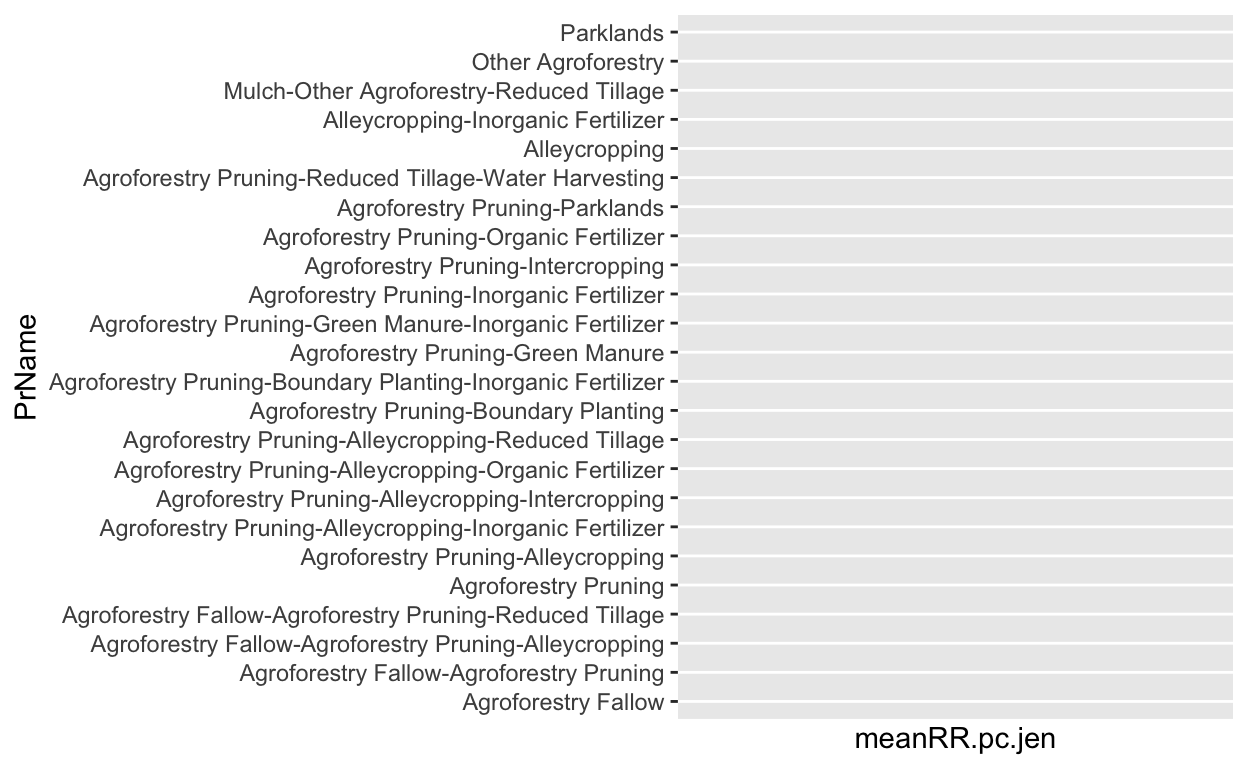 Parklands
Other Agroforestry
Mulch-Other Agroforestry-Reduced Tillage
Alleycropping-Inorganic Fertilizer
Alleycropping
Agroforestry Pruning-Reduced Tillage-Water Harvesting
Agroforestry Pruning-Parklands
Agroforestry Pruning-Organic Fertilizer
Agroforestry Pruning-Intercropping
Agroforestry Pruning-Inorganic Fertilizer
Agroforestry Pruning-Green Manure-Inorganic Fertilizer
Agroforestry Pruning-Green Manure
Agroforestry Pruning-Boundary Planting-Inorganic Fertilizer
Agroforestry Pruning-Boundary Planting
Agroforestry Pruning-Alleycropping-Reduced Tillage
Agroforestry Pruning-Alleycropping-Organic Fertilizer
Agroforestry Pruning-Alleycropping-Intercropping
Agroforestry Pruning-Alleycropping-Inorganic Fertilizer
Agroforestry Pruning-Alleycropping
Agroforestry Pruning
Agroforestry Fallow-Agroforestry Pruning-Reduced Tillage
Agroforestry Fallow-Agroforestry Pruning-Alleycropping
Agroforestry Fallow-Agroforestry Pruning
Agroforestry Fallow
PrName
meanRR.pc.jen